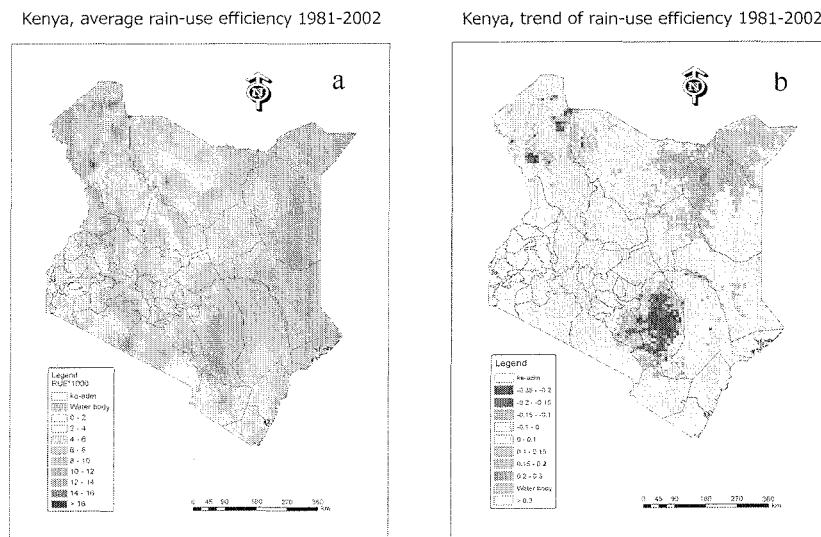 Kenya, average rain-use efficiency 1981-2002
a
N
Legend
RUE*1000
ke-adm
Water body
0 - 2
2 - 4
4 - 6
6 - 8
8 - 10
10 - 12
12 - 14
14 - 16
> 16
0 45 90 180 270 360
km
Kenya, trend of rain-use efficiency 1981-2002
b
N
Legend
ke-adm
-0.2 - -0.15
-0.15 - -0.1
-0.1 - 0
0 - 0.1
0.1 - 0.15
0.15 - 0.2
0.2 - 0.3
Water body
> 0.3
0 45 90 180 270 360
km